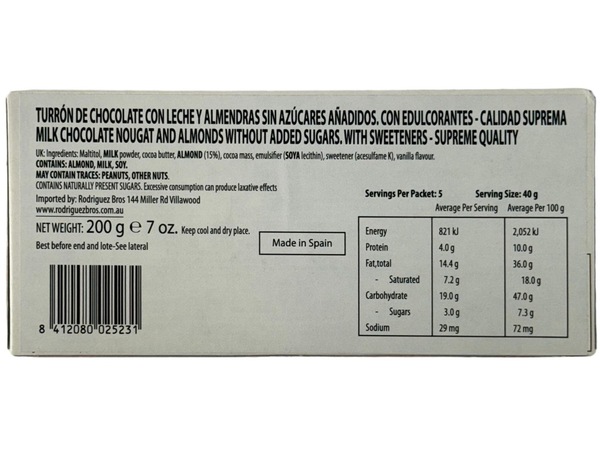 TURRÓN DE CHOCOLATE CON LECHE Y ALMENDRAS SIN AZÚCARES AÑADIDOS. CON EDULCORANTES - CALIDAD SUPREMA
MILK CHOCOLATE NOUGAT AND ALMONDS WITHOUT ADDED SUGARS. WITH SWEETENERS - SUPREME QUALITY
UK: Ingredients: Maltitol, MILK powder, cocoa butter, ALMOND (15%), cocoa mass, emulsifier (SOYA lecithin), sweetener (acesulfame K), vanilla flavour.
CONTAINS: ALMOND, MILK, SOY.
MAY CONTAIN TRACES: PEANUTS, OTHER NUTS.
CONTAINS NATURALLY PRESENT SUGARS. Excessive consumption can produce laxative effects
Imported by: Rodriguez Bros 144 Miller Rd Villawood
www.rodriguezbros.com.au
NET WEIGHT: 200 g ℮ 7 oz. Keep cool and dry place.
Best before end and lote-See lateral
Made in Spain
8 412080 025231
Servings Per Packet: 5 Serving Size: 40 g
Average Per Serving Average Per 100 g
Energy 821 kJ 2,052 kJ
Protein 4.0 g 10.0 g
Fat,total 14.4 g 36.0 g
- Saturated 7.2 g 18.0 g
Carbohydrate 19.0 g 47.0 g
- Sugars 3.0 g 7.3 g
Sodium 29 mg 72 mg